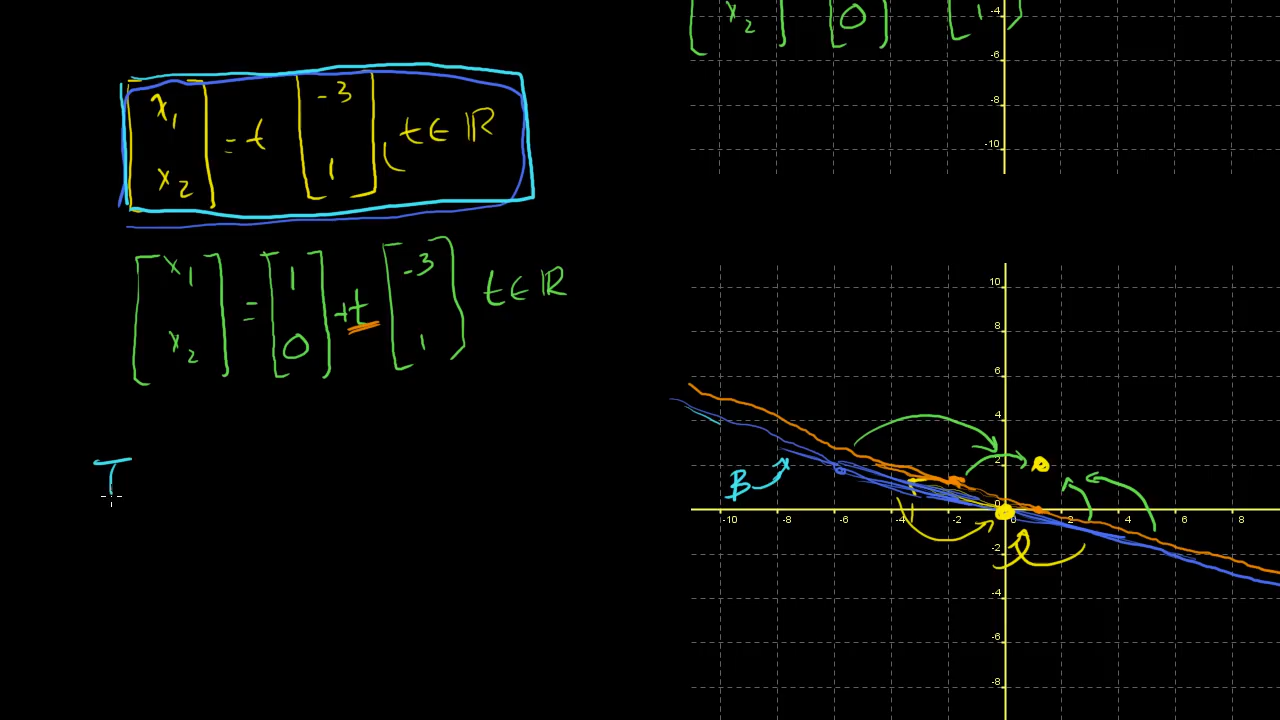 [x₁ x₂] = t [-3 1], t∈ℝ
[x₁ x₂] = [1 0] + t [-3 1] t∈ℝ
T
x₂ 0 1
-4
-6
-8
-10
10
8
6
4
2
B
-10 -8 -6 -4 -2 0 0 2 4 6 8
-2
-4
-6
-8